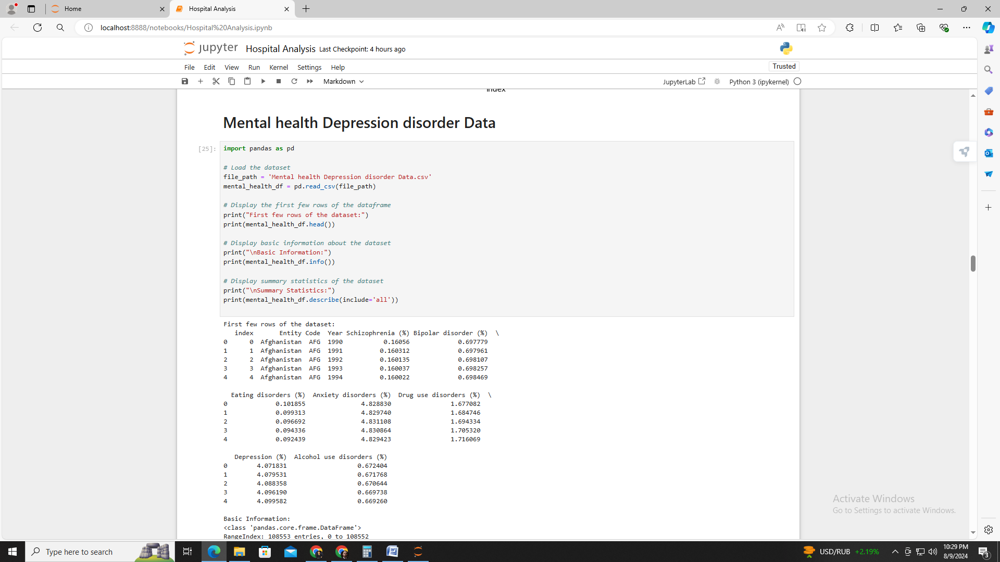 Home
Hospital Analysis
localhost:8888/notebooks/Hospital%20Analysis.ipynb
jupyter Hospital Analysis Last Checkpoint: 4 hours ago
File Edit View Run Kernel Settings Help
Trusted
Markdown
JupyterLab
Python 3 (ipykernel)
index
Mental health Depression disorder Data
[25]:
import pandas as pd
# Load the dataset
file_path = 'Mental health Depression disorder Data.csv'
mental_health_df = pd.read_csv(file_path)
# Display the first few rows of the dataframe
print("First few rows of the dataset:")
print(mental_health_df.head())
# Display basic information about the dataset
print("\nBasic Information:")
print(mental_health_df.info())
# Display summary statistics of the dataset
print("\nSummary Statistics:")
print(mental_health_df.describe(include='all'))
First few rows of the dataset:
index Entity Code Year Schizophrenia (%) Bipolar disorder (%) \
0 0 Afghanistan AFG 1990 0.16056 0.697779
1 1 Afghanistan AFG 1991 0.160312 0.697961
2 2 Afghanistan AFG 1992 0.160135 0.698107
3 3 Afghanistan AFG 1993 0.160037 0.698257
4 4 Afghanistan AFG 1994 0.160022 0.698469
Eating disorders (%) Anxiety disorders (%) Drug use disorders (%) \
0 0.101855 4.828830 1.677082
1 0.099313 4.829740 1.684746
2 0.096692 4.831108 1.694334
3 0.094336 4.830864 1.705320
4 0.092439 4.829423 1.716069
Depression (%) Alcohol use disorders (%)
0 4.071831 0.672404
1 4.079531 0.671768
2 4.088358 0.670644
3 4.096190 0.669738
4 4.099582 0.669260
Basic Information:
<class 'pandas.core.frame.DataFrame'>
RangeIndex: 108553 entries, 0 to 108552
Activate Windows
Go to Settings to activate Windows.
Type here to search
USD/RUB +2.19%
10:29 PM
8/9/2024
3